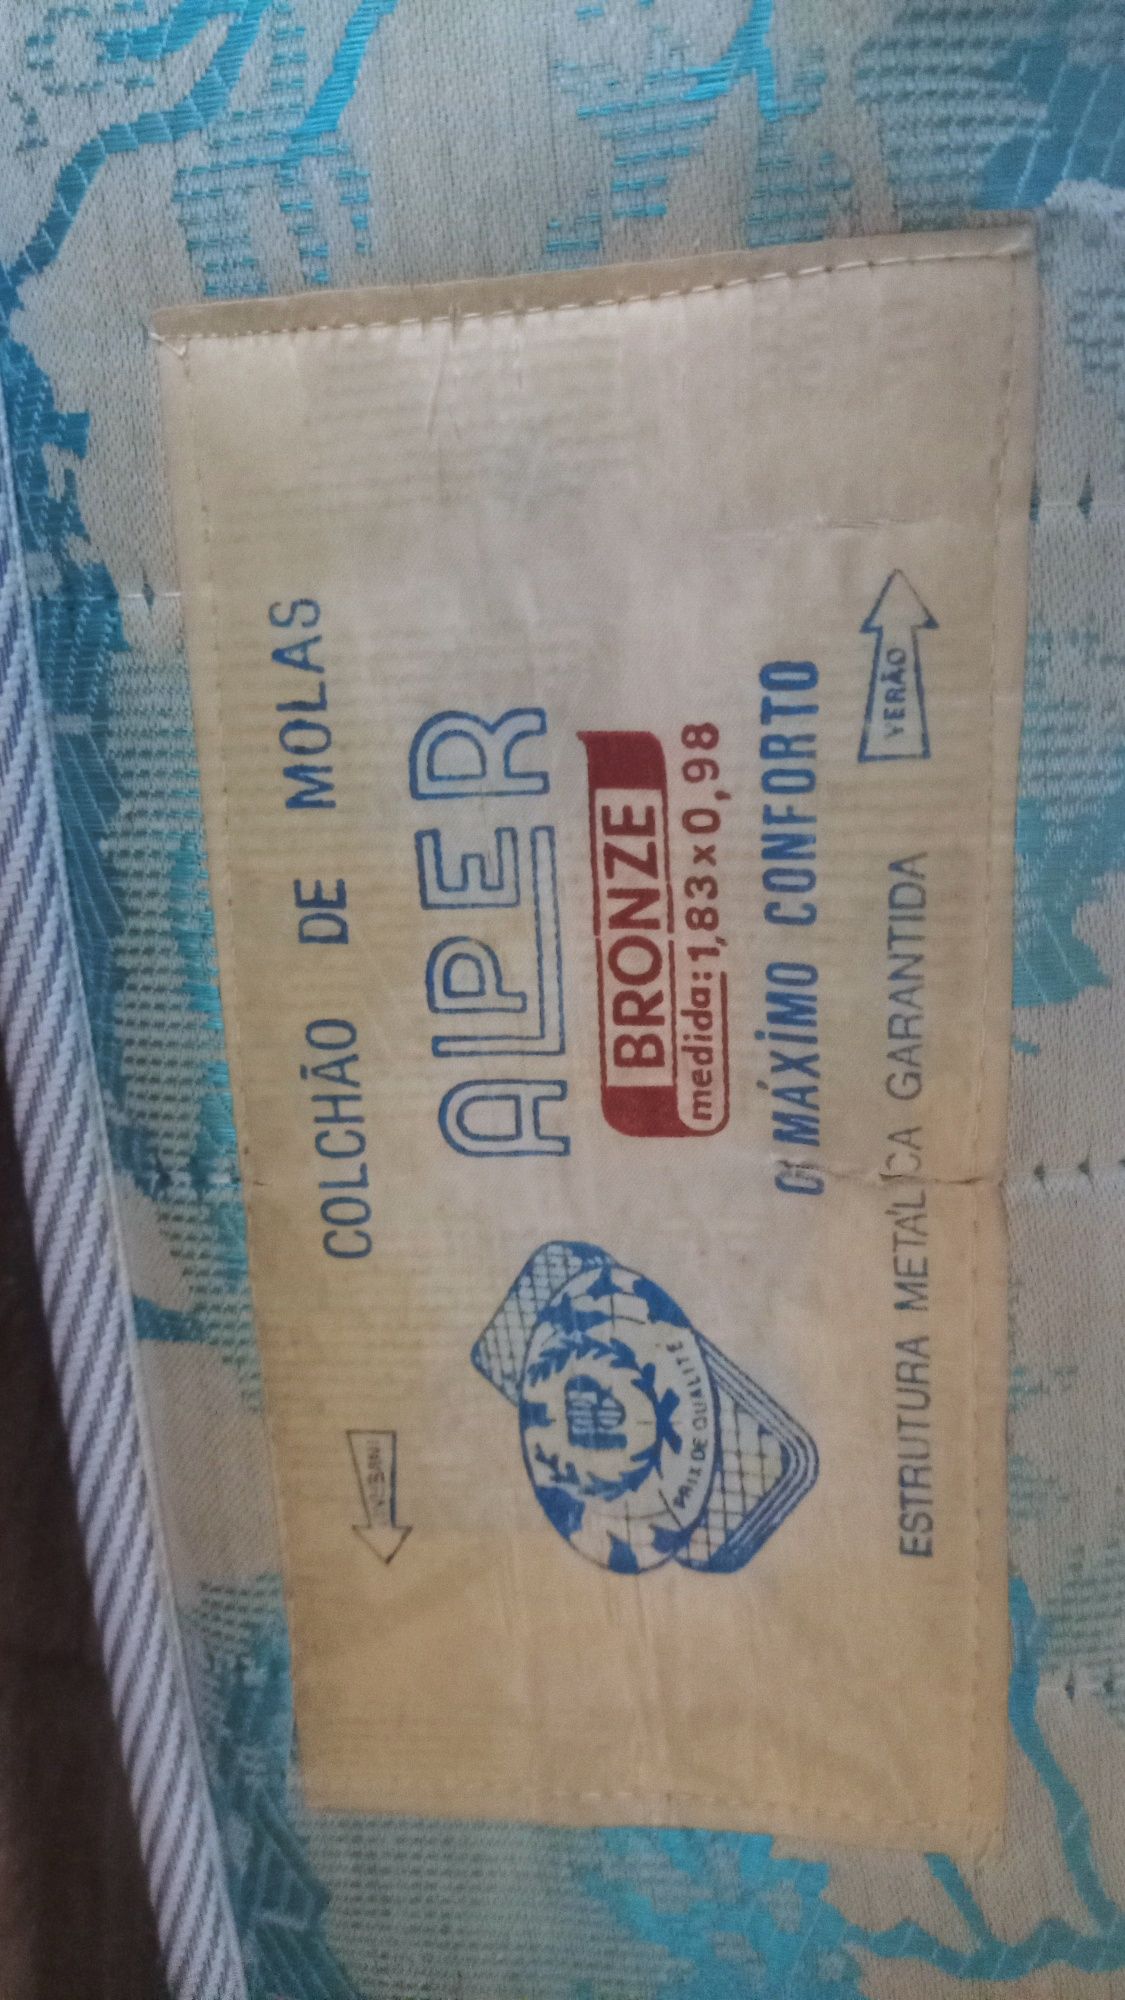 COLCHÃO DE MOLAS
ALPER
BRONZE
medida: 1,83 x 0,98
O MÁXIMO CONFORTO
VERÃO
ESTRUTURA METÁLICA GARANTIDA
PRIX DE QUALITÉ